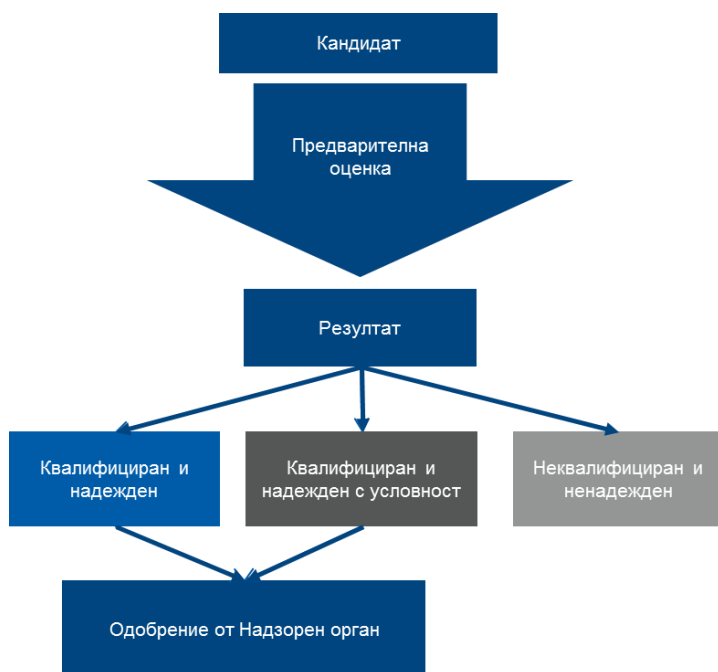 Кандидат
Предварителна
оценка
Резултат
Квалифициран и
надежден
Квалифициран и
надежден с условност
Неквалифициран и
ненадежден
Одобрение от Надзорен орган